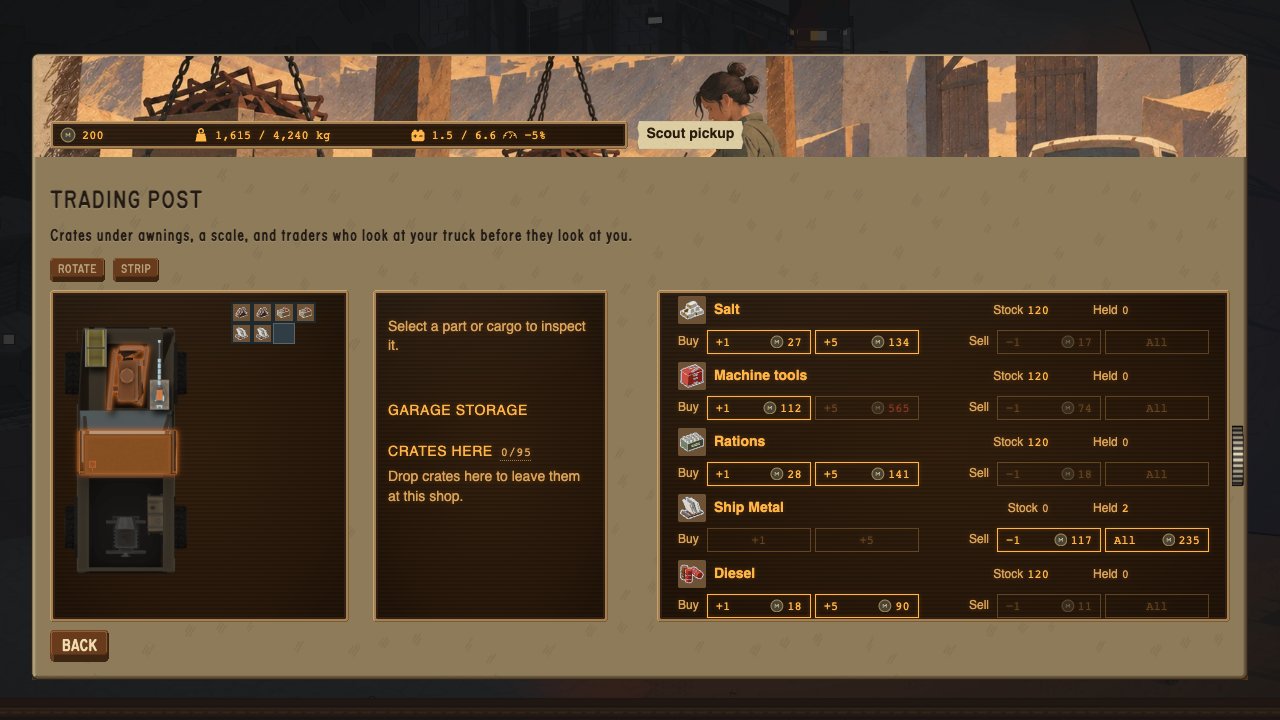 200
1,615 / 4,240 kg
1.5 / 6.6 -5%
Scout pickup
TRADING POST
Crates under awnings, a scale, and traders who look at your truck before they look at you.
ROTATE
STRIP
Select a part or cargo to inspect
it.
GARAGE STORAGE
CRATES HERE 0/95
Drop crates here to leave them
at this shop.
Salt Stock 120 Held 0
Buy +1 27 +5 134 Sell -1 17 All
Machine tools Stock 120 Held 0
Buy +1 112 +5 565 Sell -1 74 All
Rations Stock 120 Held 0
Buy +1 28 +5 141 Sell -1 18 All
Ship Metal Stock 0 Held 2
Buy +1 +5 Sell -1 117 All 235
Diesel Stock 120 Held 0
Buy +1 18 +5 90 Sell -1 11 All
BACK